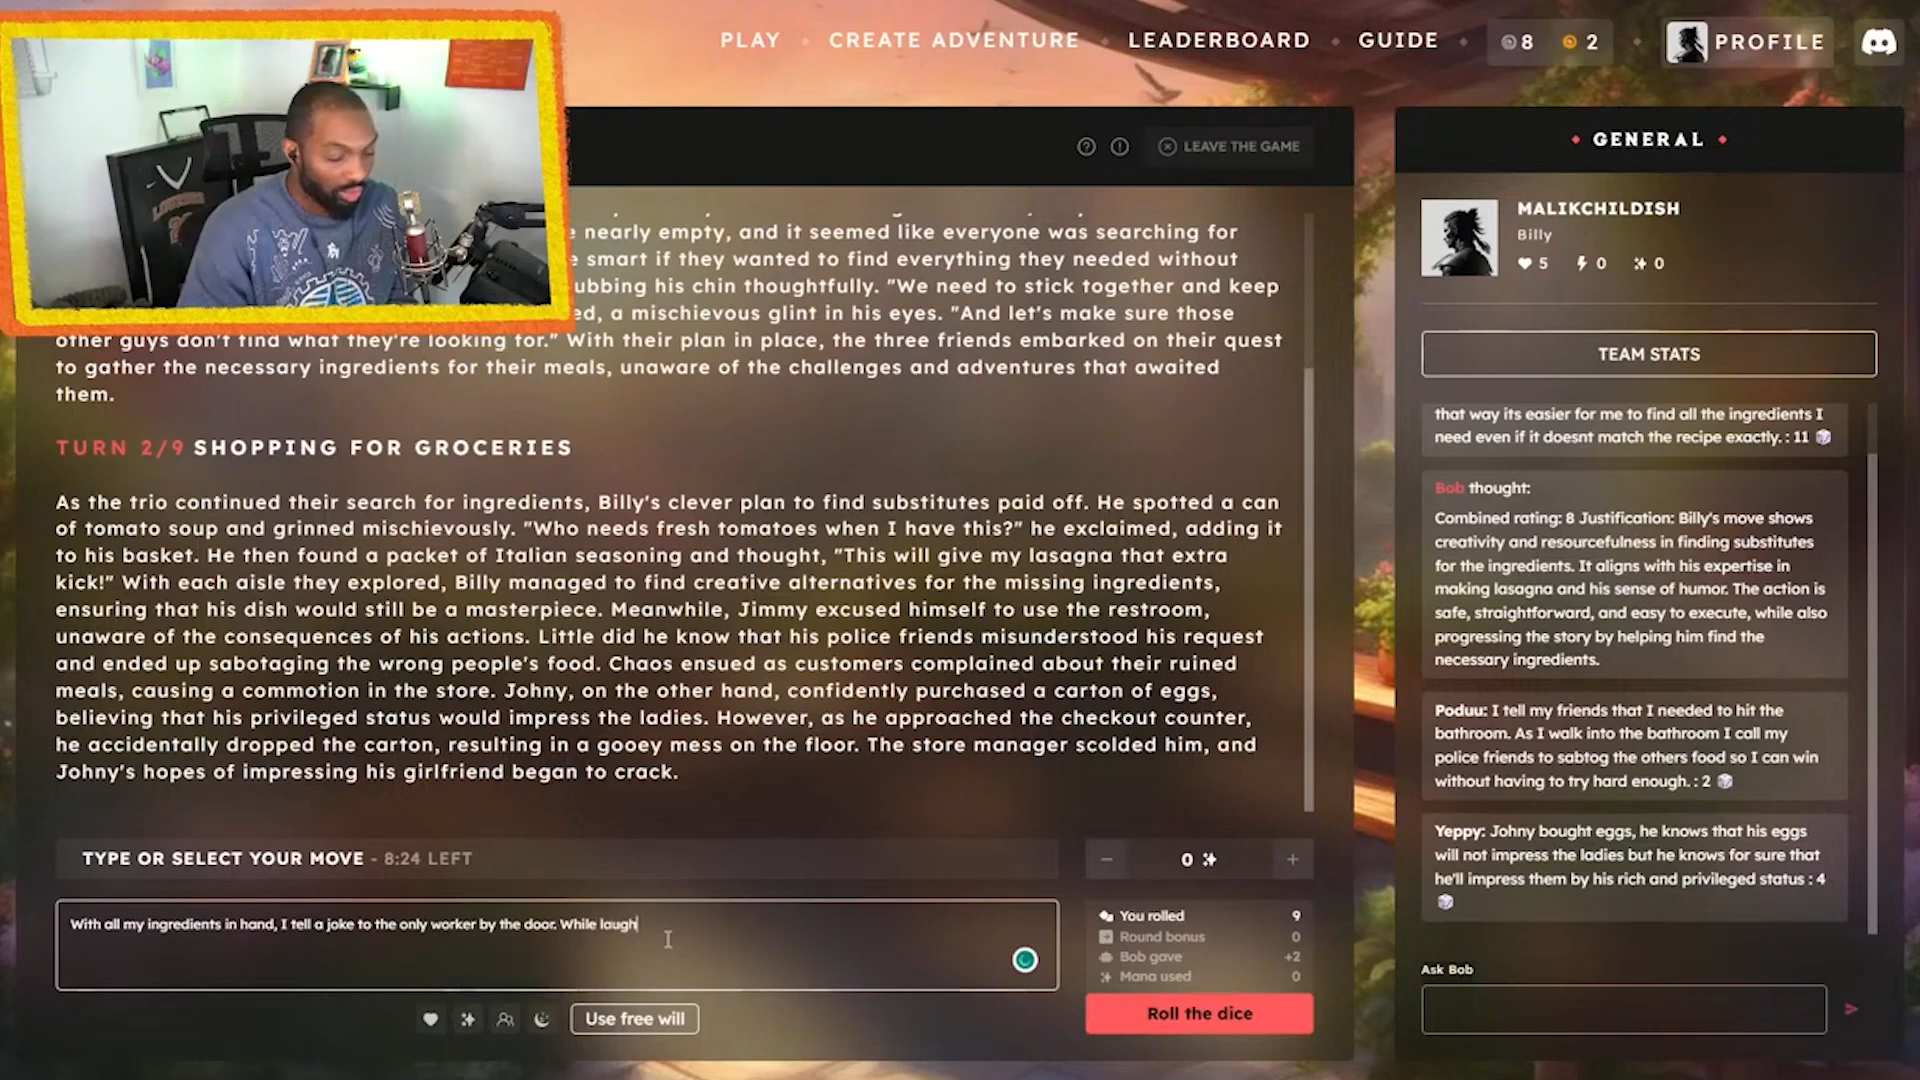 PLAY
CREATE ADVENTURE
LEADERBOARD
GUIDE
8
2
PROFILE
LEAVE THE GAME
nearly empty, and it seemed like everyone was searching for
smart if they wanted to find everything they needed without
ubbing his chin thoughtfully. "We need to stick together and keep
ed, a mischievous glint in his eyes. "And let's make sure those
other guys don't find what they're looking for." With their plan in place, the three friends embarked on their quest
to gather the necessary ingredients for their meals, unaware of the challenges and adventures that awaited
them.
TURN 2/9 SHOPPING FOR GROCERIES
As the trio continued their search for ingredients, Billy's clever plan to find substitutes paid off. He spotted a can
of tomato soup and grinned mischievously. "Who needs fresh tomatoes when I have this?" he exclaimed, adding it
to his basket. He then found a packet of Italian seasoning and thought, "This will give my lasagna that extra
kick!" With each aisle they explored, Billy managed to find creative alternatives for the missing ingredients,
ensuring that his dish would still be a masterpiece. Meanwhile, Jimmy excused himself to use the restroom,
unaware of the consequences of his actions. Little did he know that his police friends misunderstood his request
and ended up sabotaging the wrong people's food. Chaos ensued as customers complained about their ruined
meals, causing a commotion in the store. Johny, on the other hand, confidently purchased a carton of eggs,
believing that his privileged status would impress the ladies. However, as he approached the checkout counter,
he accidentally dropped the carton, resulting in a gooey mess on the floor. The store manager scolded him, and
Johny's hopes of impressing his girlfriend began to crack.
TYPE OR SELECT YOUR MOVE - 8:24 LEFT
With all my ingredients in hand, I tell a joke to the only worker by the door. While laugh
Use free will
− 0 +
You rolled 9
Round bonus 0
Bob gave +2
Mana used 0
Roll the dice
GENERAL
MALIKCHILDISH
Billy
5 0 0
TEAM STATS
that way its easier for me to find all the ingredients I
need even if it doesnt match the recipe exactly. : 11
Bob thought:
Combined rating: 8 Justification: Billy's move shows
creativity and resourcefulness in finding substitutes
for the ingredients. It aligns with his expertise in
making lasagna and his sense of humor. The action is
safe, straightforward, and easy to execute, while also
progressing the story by helping him find the
necessary ingredients.
Poduu: I tell my friends that I needed to hit the
bathroom. As I walk into the bathroom I call my
police friends to sabtog the others food so I can win
without having to try hard enough. : 2
Yeppy: Johny bought eggs, he knows that his eggs
will not impress the ladies but he knows for sure that
he'll impress them by his rich and privileged status : 4
Ask Bob